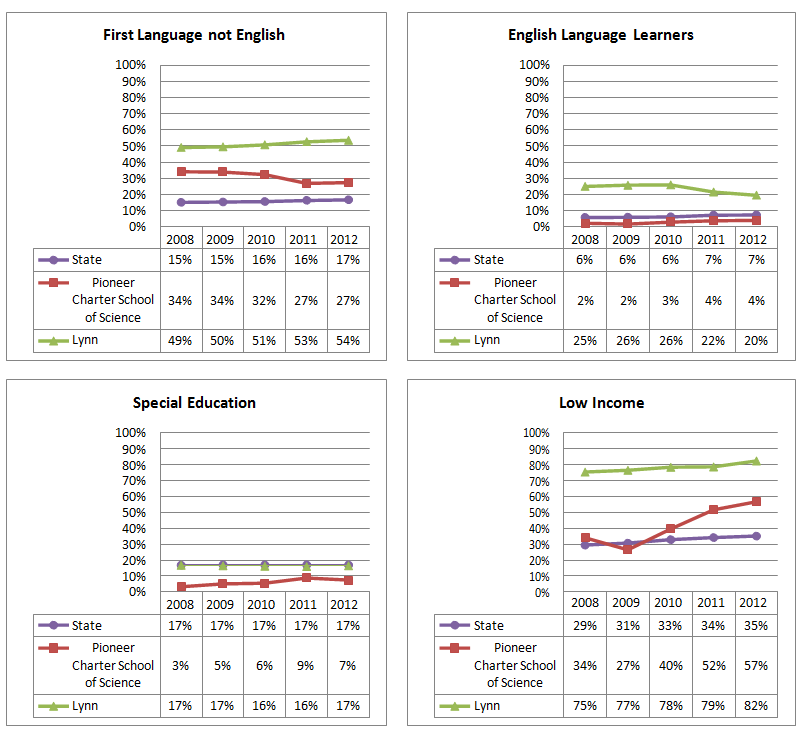 First Language not English
100%
90%
80%
70%
60%
50%
40%
30%
20%
10%
0%
2008 2009 2010 2011 2012
State 15% 15% 16% 16% 17%
Pioneer
Charter School
of Science
34% 34% 32% 27% 27%
Lynn 49% 50% 51% 53% 54%
English Language Learners
100%
90%
80%
70%
60%
50%
40%
30%
20%
10%
0%
2008 2009 2010 2011 2012
State 6% 6% 6% 7% 7%
Pioneer
Charter School
of Science
2% 2% 3% 4% 4%
Lynn 25% 26% 26% 22% 20%
Special Education
100%
90%
80%
70%
60%
50%
40%
30%
20%
10%
0%
2008 2009 2010 2011 2012
State 17% 17% 17% 17% 17%
Pioneer
Charter School
of Science
3% 5% 6% 9% 7%
Lynn 17% 17% 16% 16% 17%
Low Income
100%
90%
80%
70%
60%
50%
40%
30%
20%
10%
0%
2008 2009 2010 2011 2012
State 29% 31% 33% 34% 35%
Pioneer
Charter School
of Science
34% 27% 40% 52% 57%
Lynn 75% 77% 78% 79% 82%